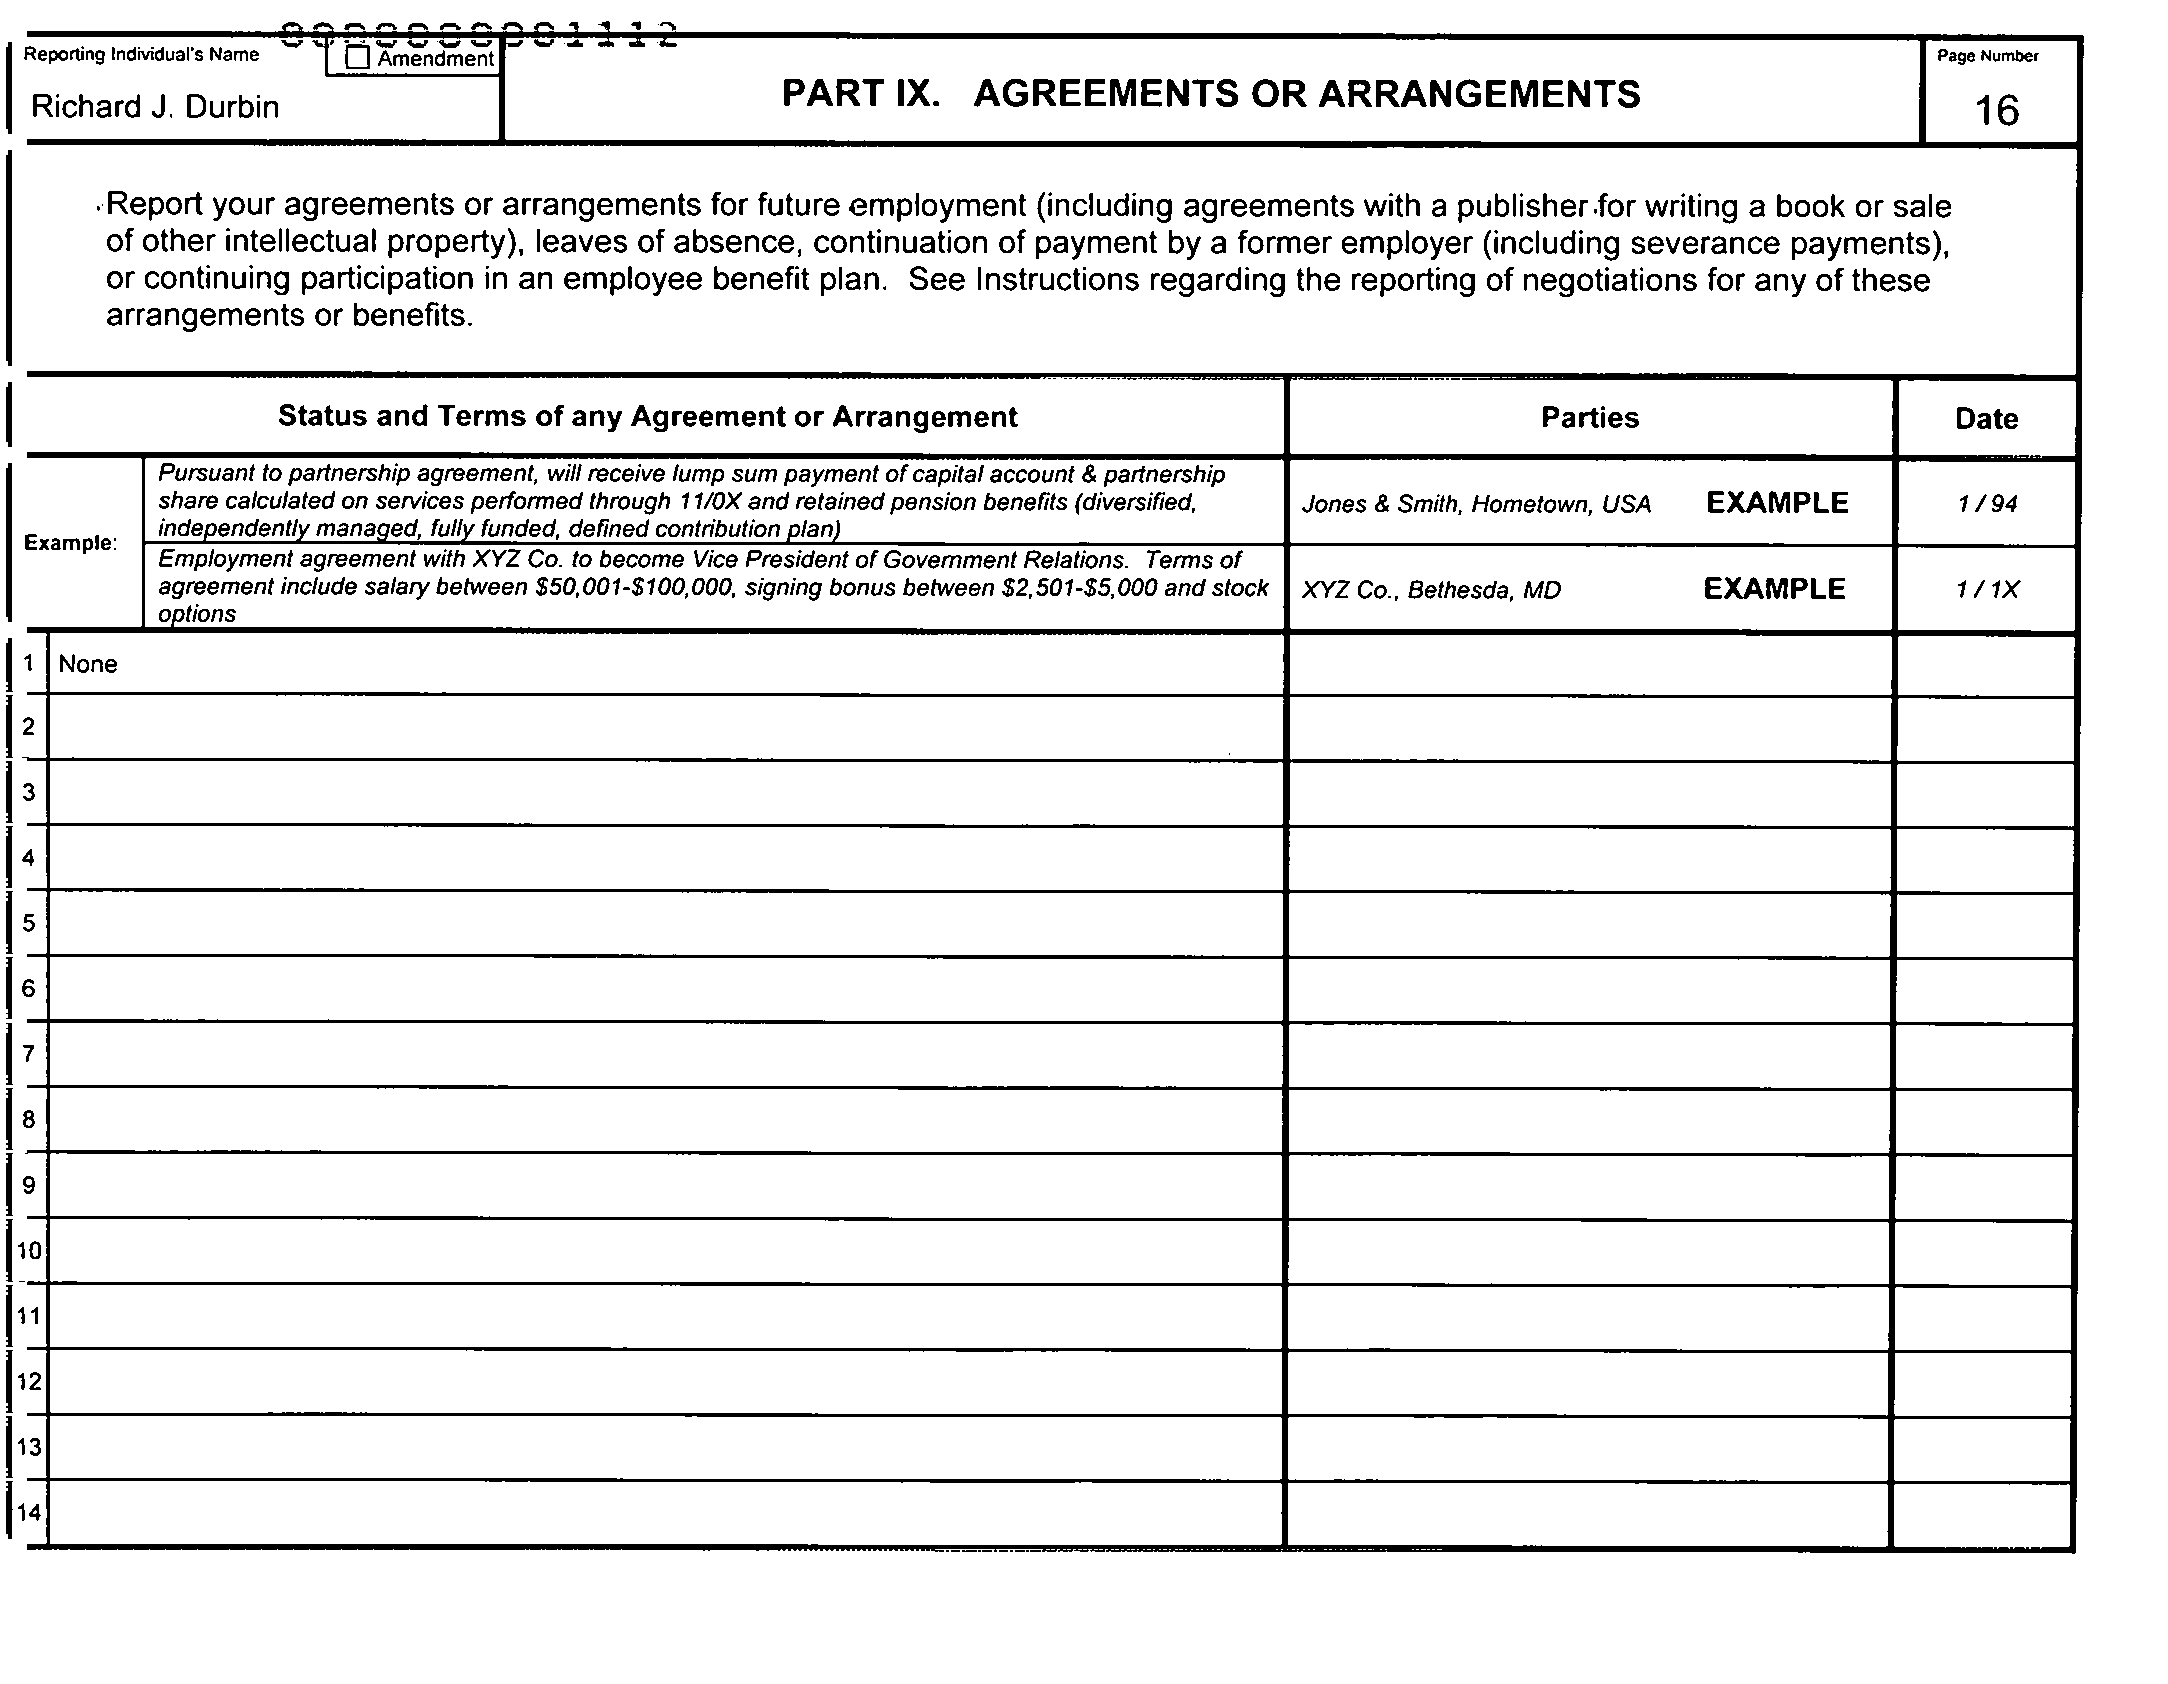 000000001112
Reporting Individual's Name
Amendment
Richard J. Durbin
PART IX. AGREEMENTS OR ARRANGEMENTS
Page Number
16
Report your agreements or arrangements for future employment (including agreements with a publisher for writing a book or sale
of other intellectual property), leaves of absence, continuation of payment by a former employer (including severance payments),
or continuing participation in an employee benefit plan. See Instructions regarding the reporting of negotiations for any of these
arrangements or benefits.
Status and Terms of any Agreement or Arrangement
Parties
Date
Example:
Pursuant to partnership agreement, will receive lump sum payment of capital account & partnership
share calculated on services performed through 11/0X and retained pension benefits (diversified,
independently managed, fully funded, defined contribution plan)
Jones & Smith, Hometown, USA EXAMPLE
1 / 94
Employment agreement with XYZ Co. to become Vice President of Government Relations. Terms of
agreement include salary between $50,001-$100,000, signing bonus between $2,501-$5,000 and stock
options
XYZ Co., Bethesda, MD EXAMPLE
1 / 1X
1 None
2
3
4
5
6
7
8
9
10
11
12
13
14